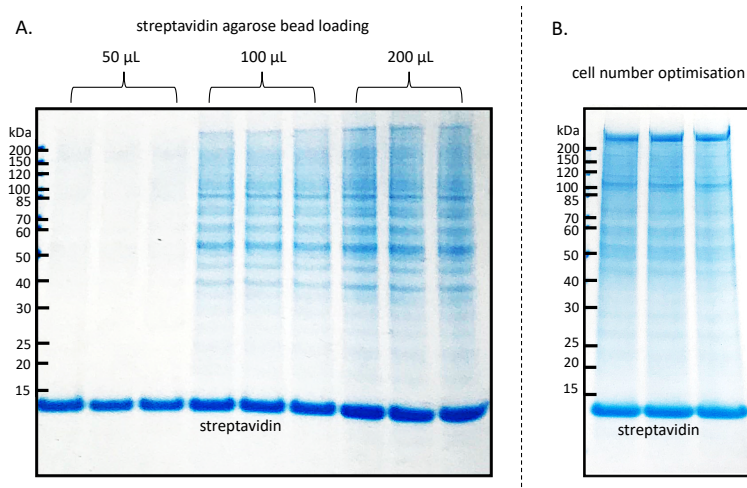 A.
streptavidin agarose bead loading
50 µL
100 µL
200 µL
kDa
200
150
120
100
85
70
60
50
40
30
25
20
15
streptavidin
B.
cell number optimisation
kDa
200
150
120
100
85
70
60
50
40
30
25
20
15
streptavidin